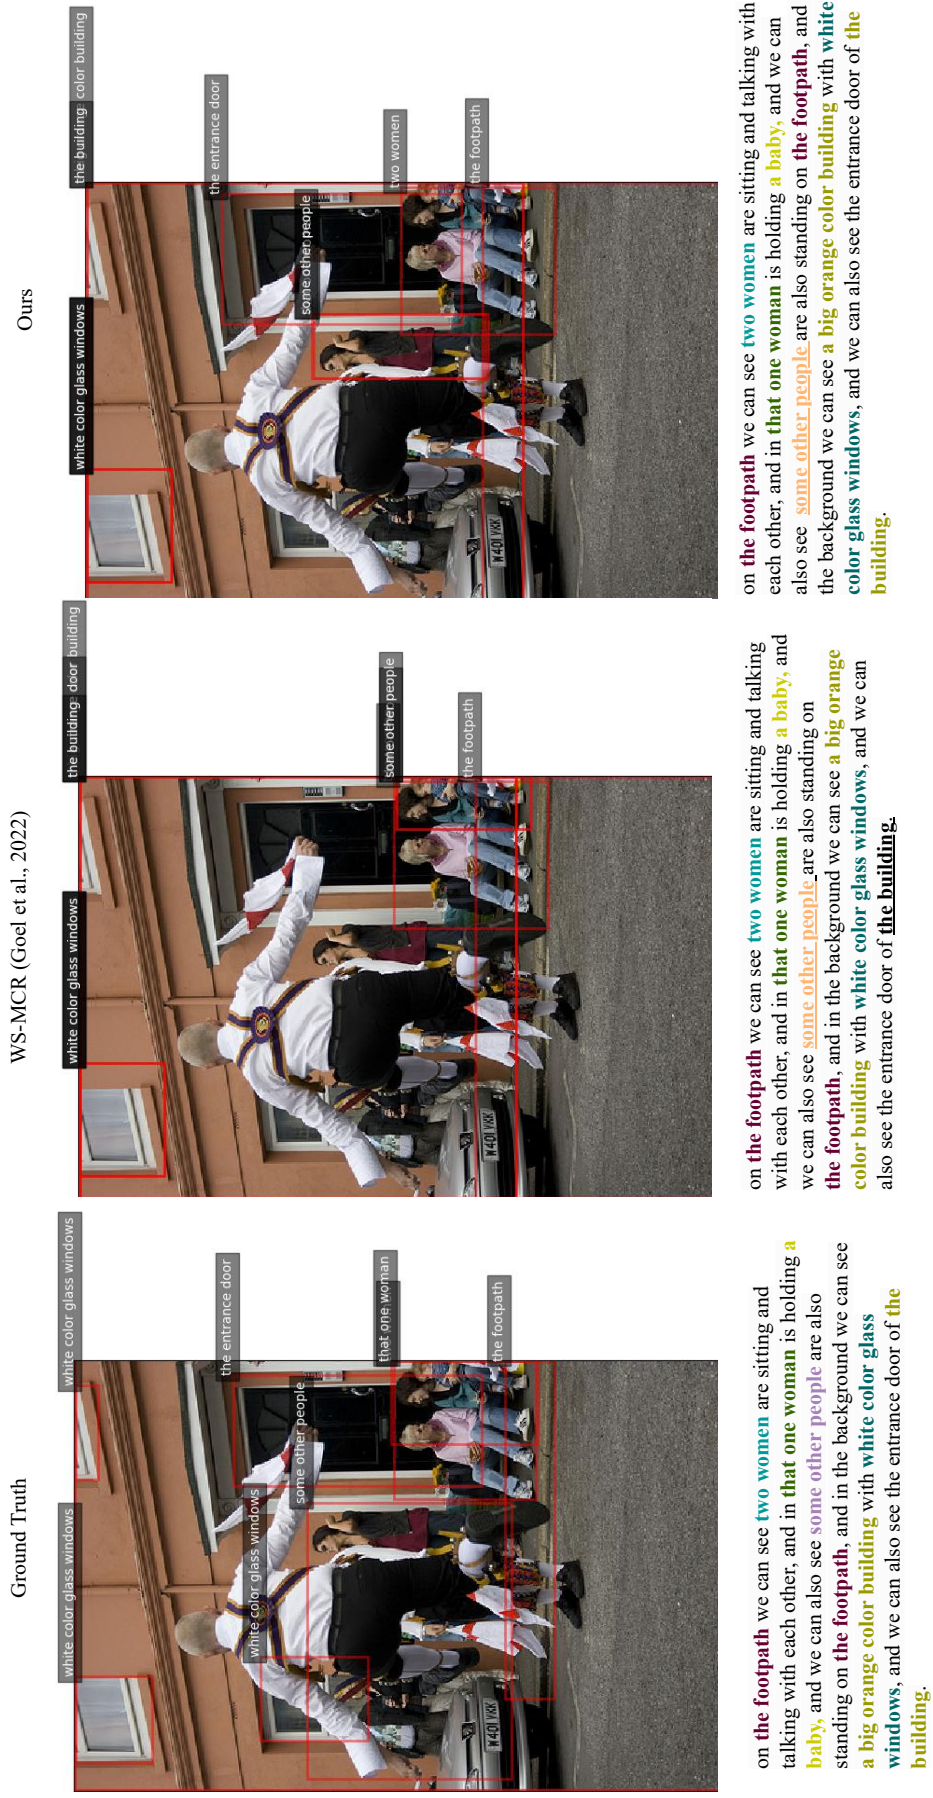 Ground Truth
white color glass windows
white color glass windows
the entrance door
white color glass windows
some other people
that one woman
the footpath
W401 VKK
on the footpath we can see two women are sitting and
talking with each other, and in that one woman is holding a
baby, and we can also see some other people are also
standing on the footpath, and in the background we can see
a big orange color building with white color glass
windows, and we can also see the entrance door of the
building.
WS-MCR (Goel et al., 2022)
white color glass windows
the building door building
some other people
the footpath
W401 VKK
on the footpath we can see two women are sitting and talking
with each other, and in that one woman is holding a baby, and
we can also see some other people are also standing on
the footpath, and in the background we can see a big orange
color building with white color glass windows, and we can
also see the entrance door of the building.
Ours
white color glass windows
the building color building
the entrance door
some other people
two women
the footpath
W401 VKK
on the footpath we can see two women are sitting and talking with
each other, and in that one woman is holding a baby, and we can
also see some other people are also standing on the footpath, and
the background we can see a big orange color building with white
color glass windows, and we can also see the entrance door of the
building.